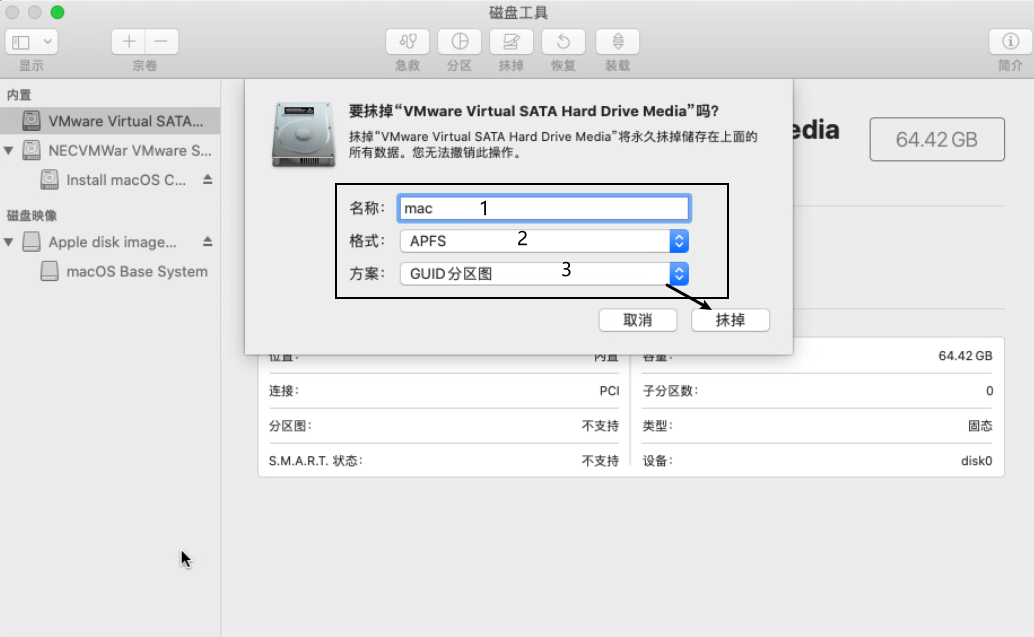 磁盘工具
显示
宗卷
急救
分区
抹掉
恢复
装载
简介
内置
VMware Virtual SATA...
NECVMWar VMware S...
Install macOS C...
磁盘映像
Apple disk image...
macOS Base System
要抹掉“VMware Virtual SATA Hard Drive Media”吗?
抹掉“VMware Virtual SATA Hard Drive Media”将永久抹掉储存在上面的
所有数据。您无法撤销此操作。
名称: mac 1
格式: APFS 2
方案: GUID分区图 3
取消
抹掉
edia
64.42 GB
位置: 内置
容量: 64.42 GB
连接: PCI
子分区数: 0
分区图: 不支持
类型: 固态
S.M.A.R.T. 状态: 不支持
设备: disk0